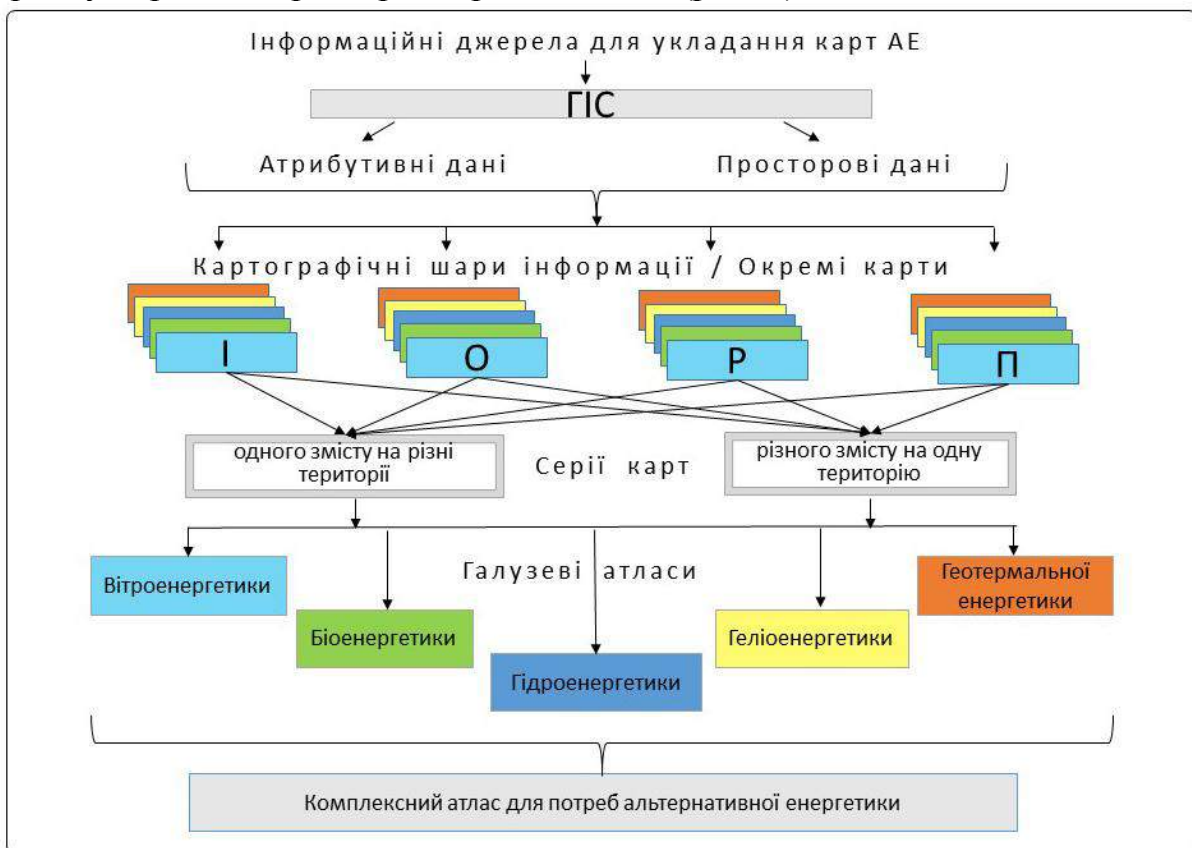 Інформаційні джерела для укладання карт АЕ
ГІС
Атрибутивні дані
Просторові дані
Картографічні шари інформації / Окремі карти
І
О
Р
П
одного змісту на різні
території
Серії карт
різного змісту на одну
територію
Вітроенергетики
Галузеві атласи
Геотермальної
енергетики
Біоенергетики
Геліоенергетики
Гідроенергетики
Комплексний атлас для потреб альтернативної енергетики